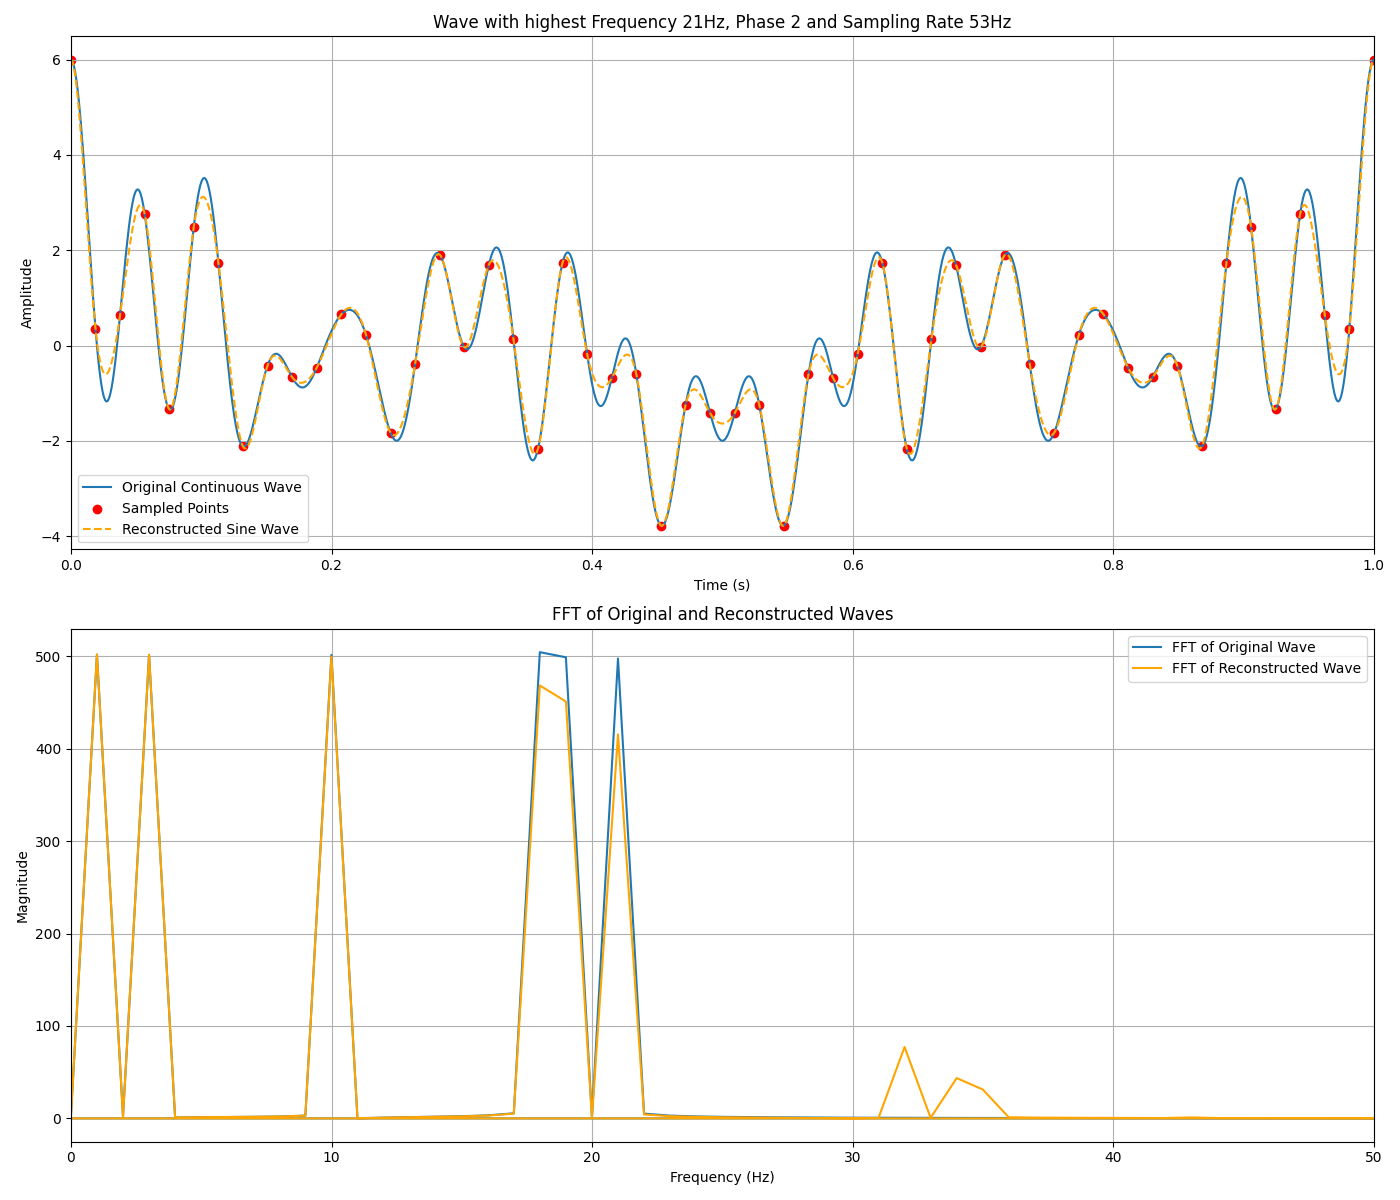 Wave with highest Frequency 21Hz, Phase 2 and Sampling Rate 53Hz
6
4
2
0
−2
−4
Amplitude
Original Continuous Wave
Sampled Points
Reconstructed Sine Wave
0.0 0.2 0.4 0.6 0.8 1.0
Time (s)
FFT of Original and Reconstructed Waves
500
400
300
200
100
0
Magnitude
FFT of Original Wave
FFT of Reconstructed Wave
0 10 20 30 40 50
Frequency (Hz)